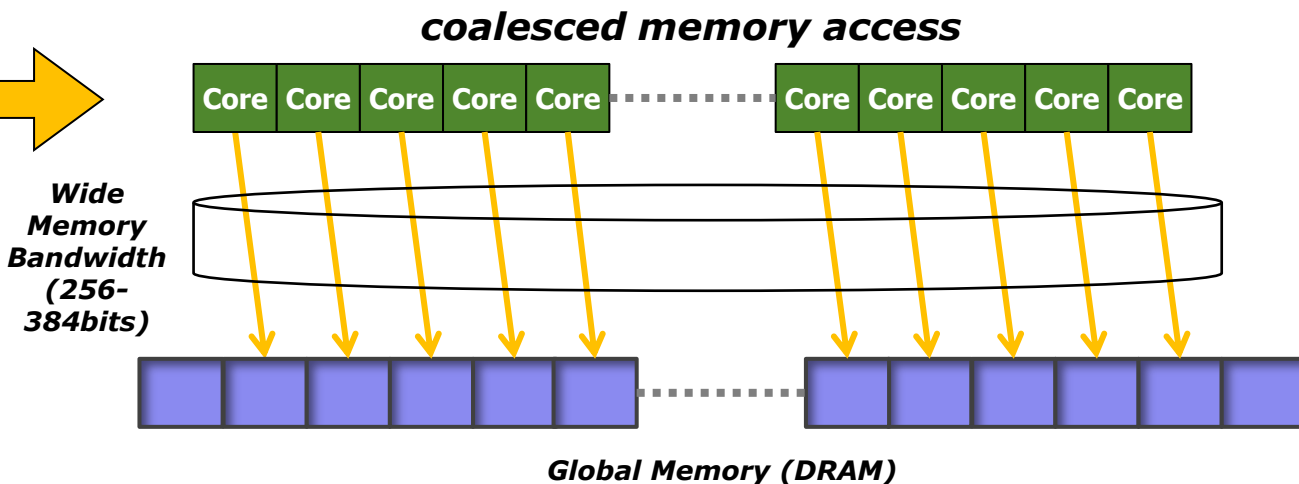 coalesced memory access
Core Core Core Core Core Core Core Core Core Core
Wide
Memory
Bandwidth
(256-
384bits)
Global Memory (DRAM)